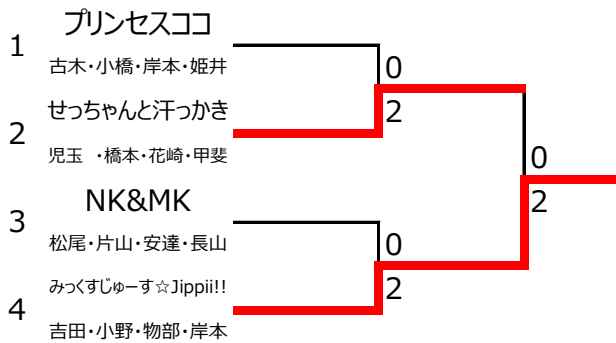 プリンセスココ
1
古木・小橋・岸本・姫井
0
せっちゃんと汗っかき
2
2
児玉　・橋本・花崎・甲斐
0
NK&MK
2
3
松尾・片山・安達・長山
0
みっくすじゅーす☆Jippii!!
2
4
吉田・小野・物部・岸本